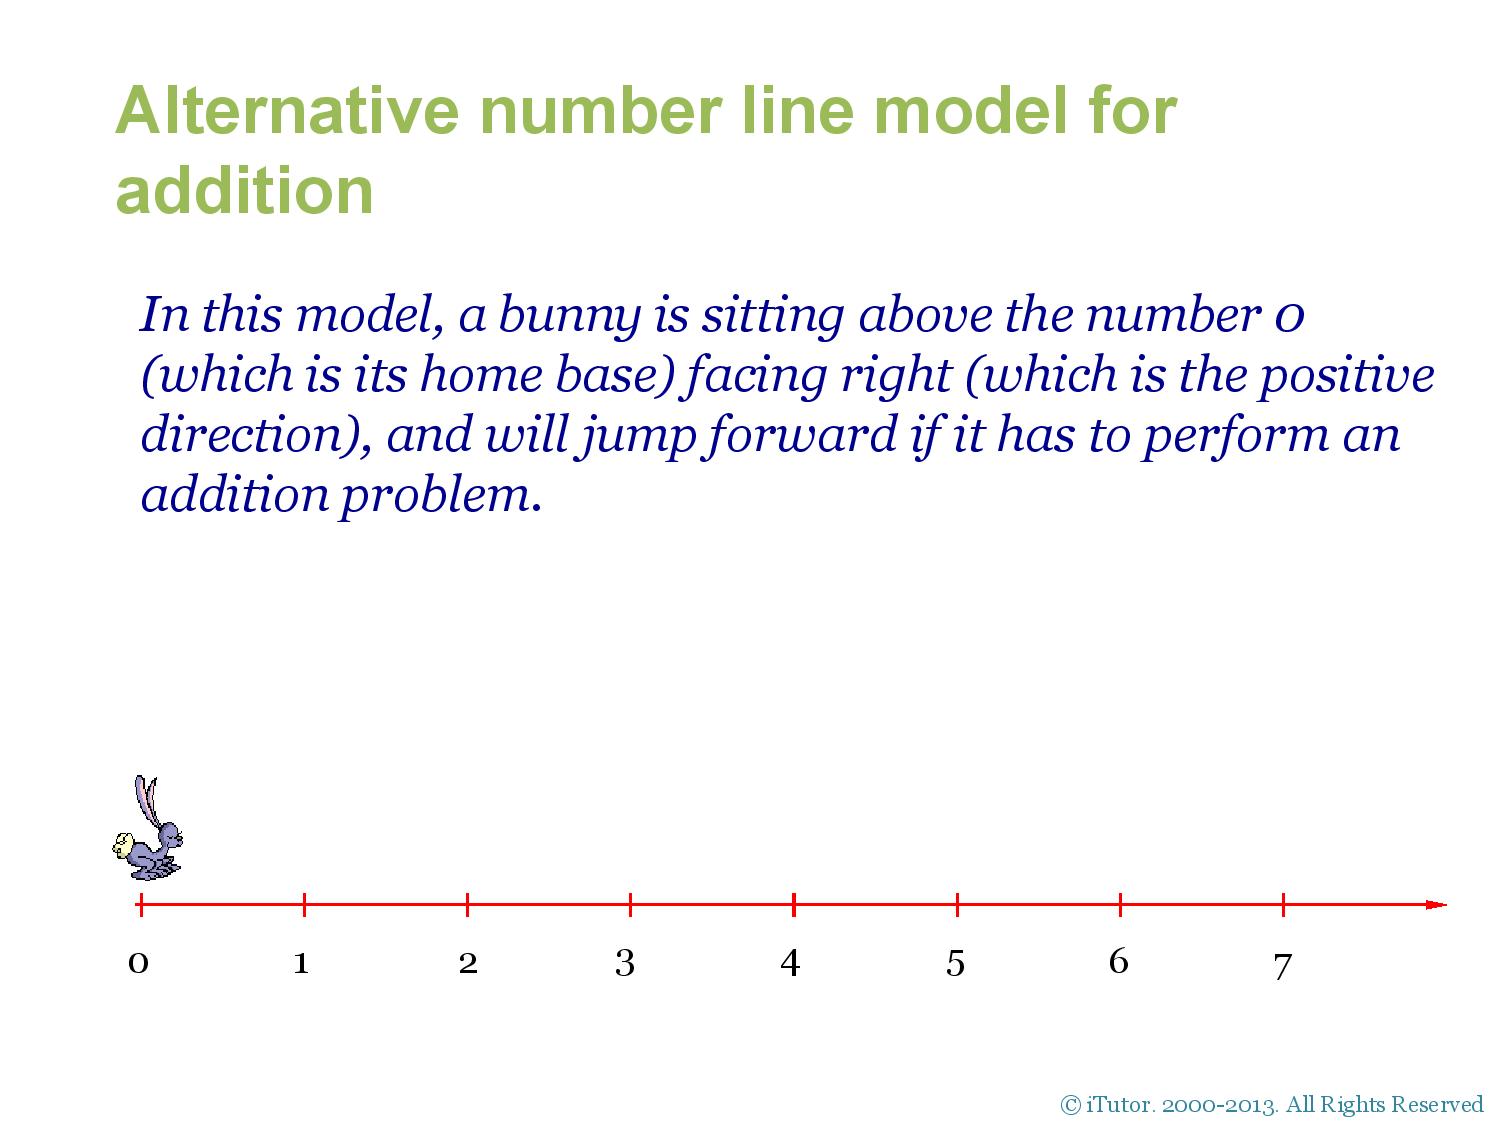 Alternative number line model for
addition
In this model, a bunny is sitting above the number 0
(which is its home base) facing right (which is the positive
direction), and will jump forward if it has to perform an
addition problem.
0 1 2 3 4 5 6 7
© iTutor. 2000-2013. All Rights Reserved